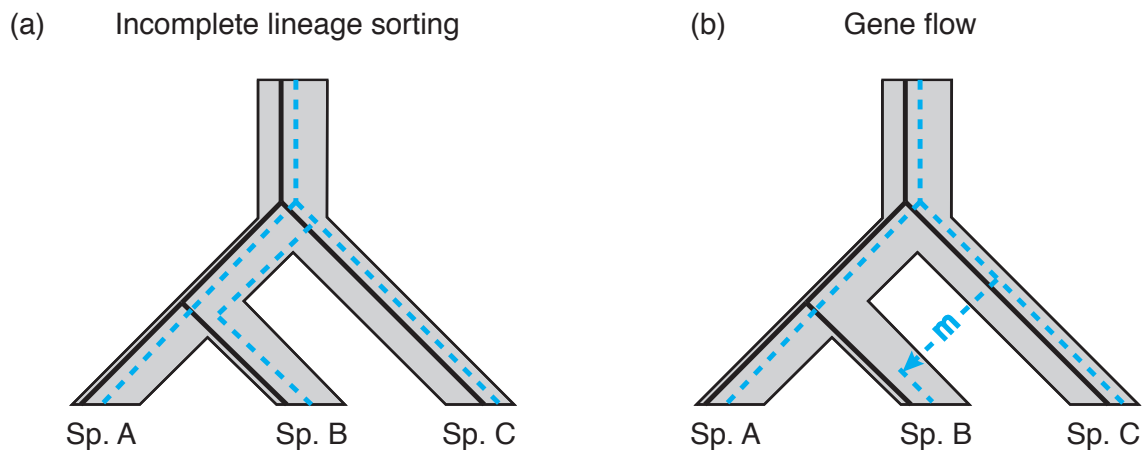 (a) Incomplete lineage sorting
(b) Gene flow
m
Sp. A Sp. B Sp. C
Sp. A Sp. B Sp. C